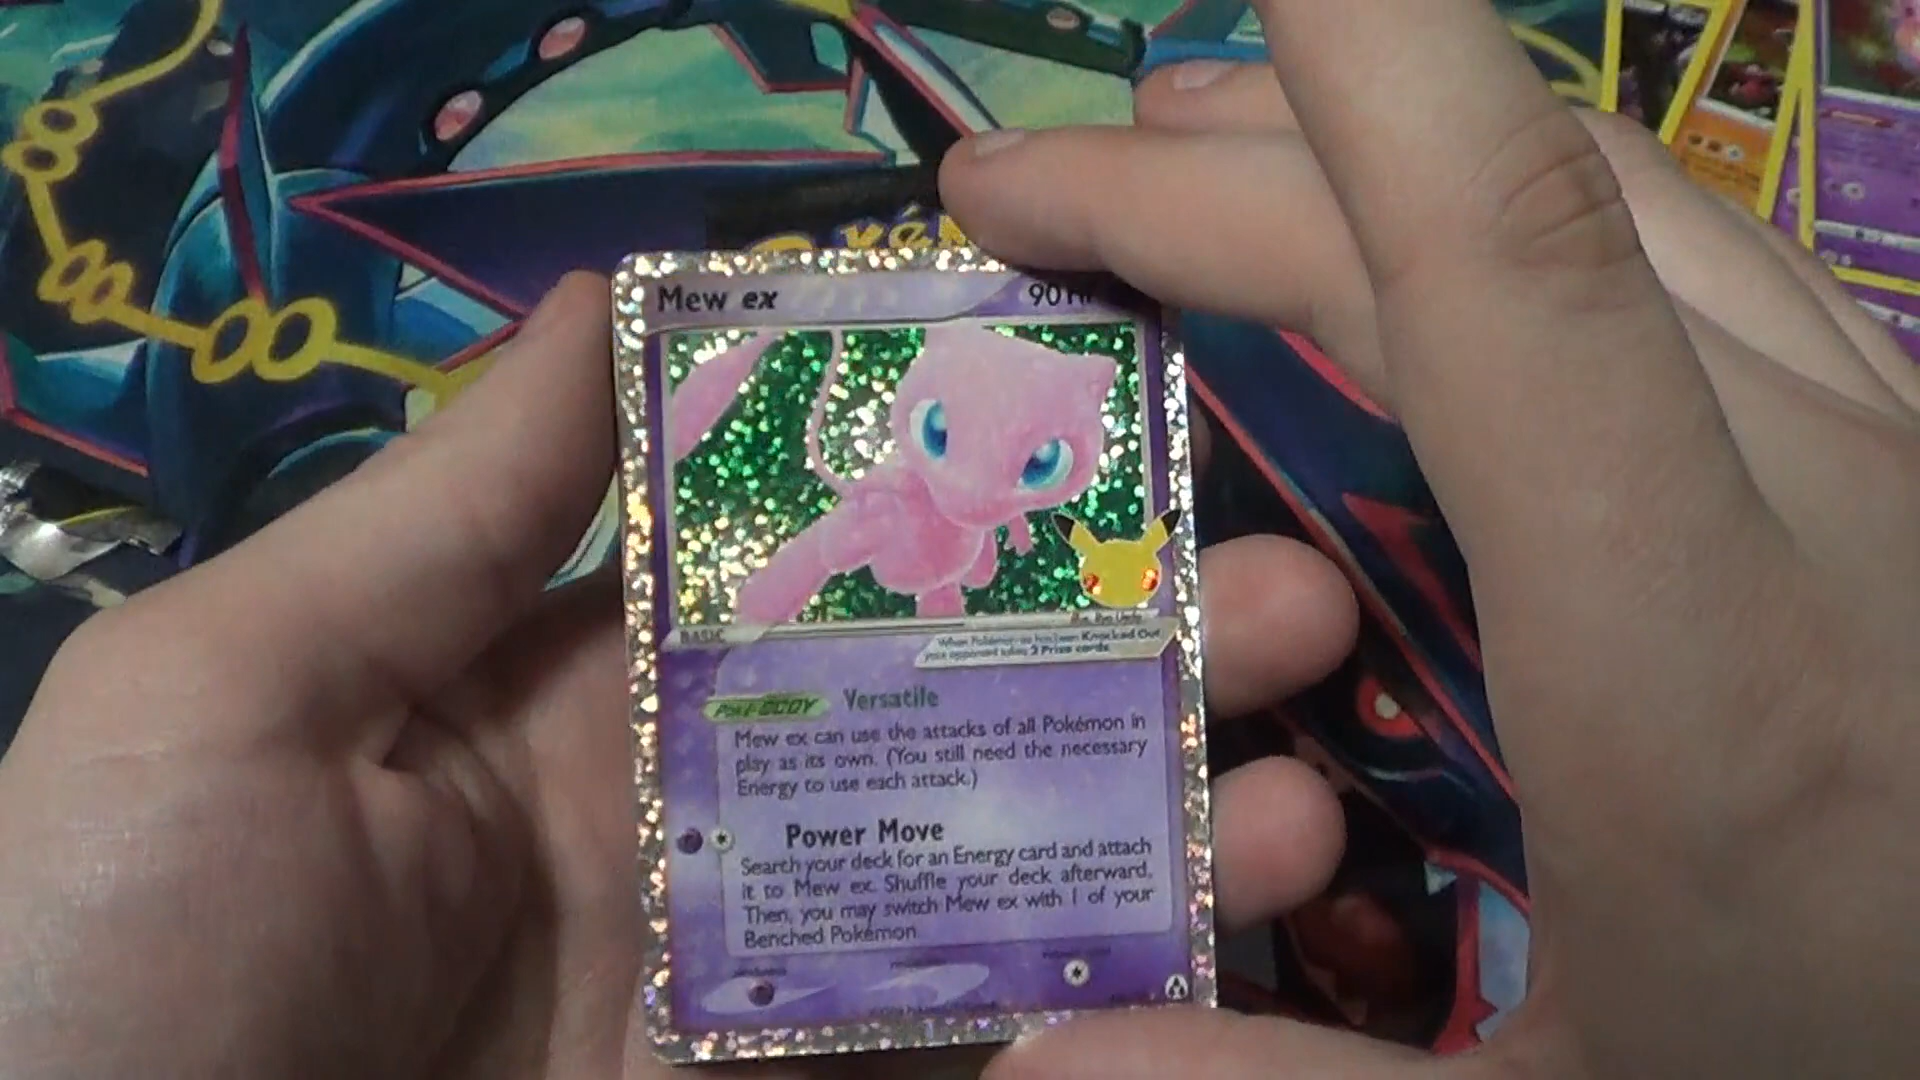 Mew ex 90
BASIC
When Pokémon-ex has been Knocked Out,
your opponent takes 2 Prize cards.
POKé-BODY Versatile
Mew ex can use the attacks of all Pokémon in
play as its own. (You still need the necessary
Energy to use each attack.)
Power Move
Search your deck for an Energy card and attach
it to Mew ex. Shuffle your deck afterward.
Then, you may switch Mew ex with 1 of your
Benched Pokémon